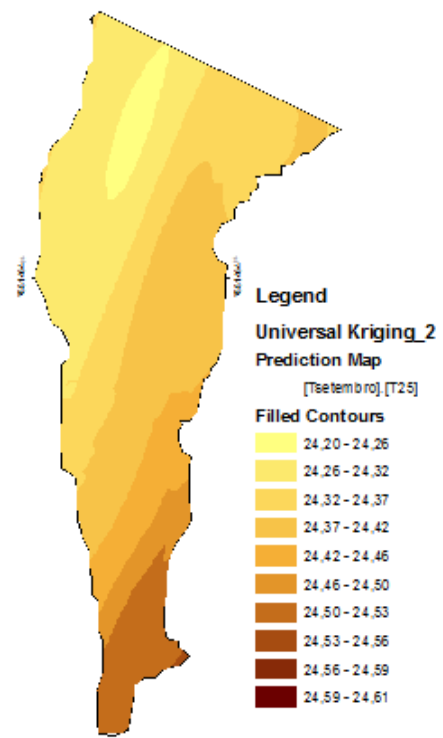 Legend
Universal Kriging_2
Prediction Map
[Tsetembro].[T25]
Filled Contours
24,20 - 24,26
24,26 - 24,32
24,32 - 24,37
24,37 - 24,42
24,42 - 24,46
24,46 - 24,50
24,50 - 24,53
24,53 - 24,56
24,56 - 24,59
24,59 - 24,61